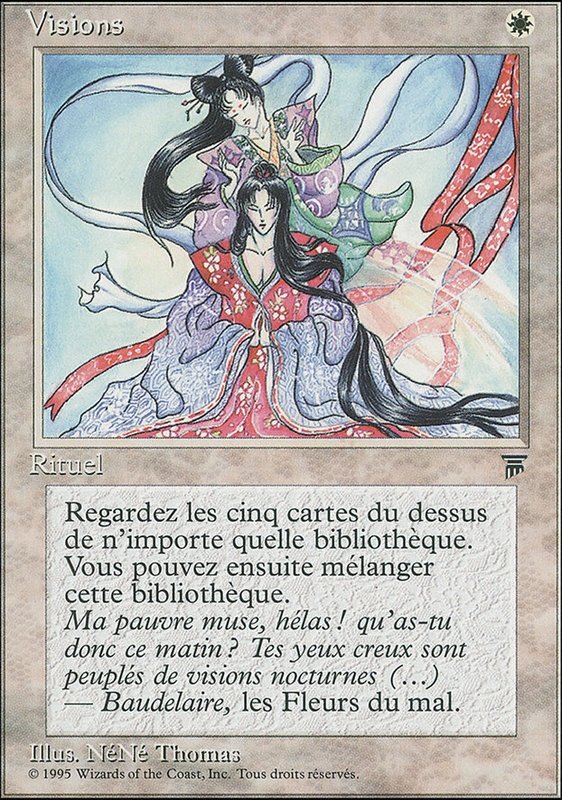 Visions
Rituel
Regardez les cinq cartes du dessus
de n'importe quelle bibliothèque.
Vous pouvez ensuite mélanger
cette bibliothèque.
Ma pauvre muse, hélas ! qu'as-tu
donc ce matin ? Tes yeux creux sont
peuplés de visions nocturnes (…)
— Baudelaire, les Fleurs du mal.
Illus. NéNé Thomas
© 1995 Wizards of the Coast, Inc. Tous droits réservés.